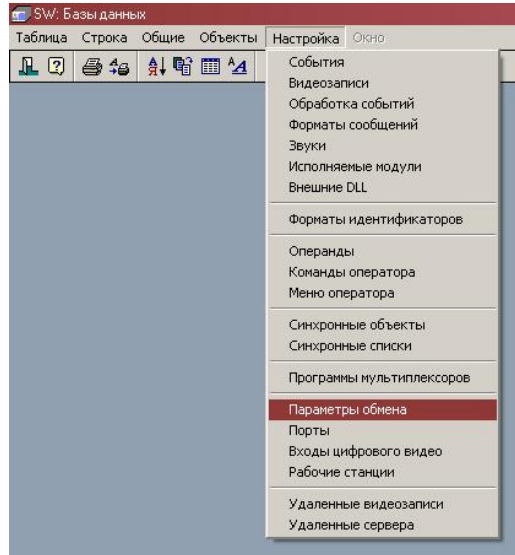 SW: Базы данных
Таблица Строка Общие Объекты Настройка Окно
События
Видеозаписи
Обработка событий
Форматы сообщений
Звуки
Исполняемые модули
Внешние DLL
Форматы идентификаторов
Операнды
Команды оператора
Меню оператора
Синхронные объекты
Синхронные списки
Программы мультиплексоров
Параметры обмена
Порты
Входы цифрового видео
Рабочие станции
Удаленные видеозаписи
Удаленные сервера